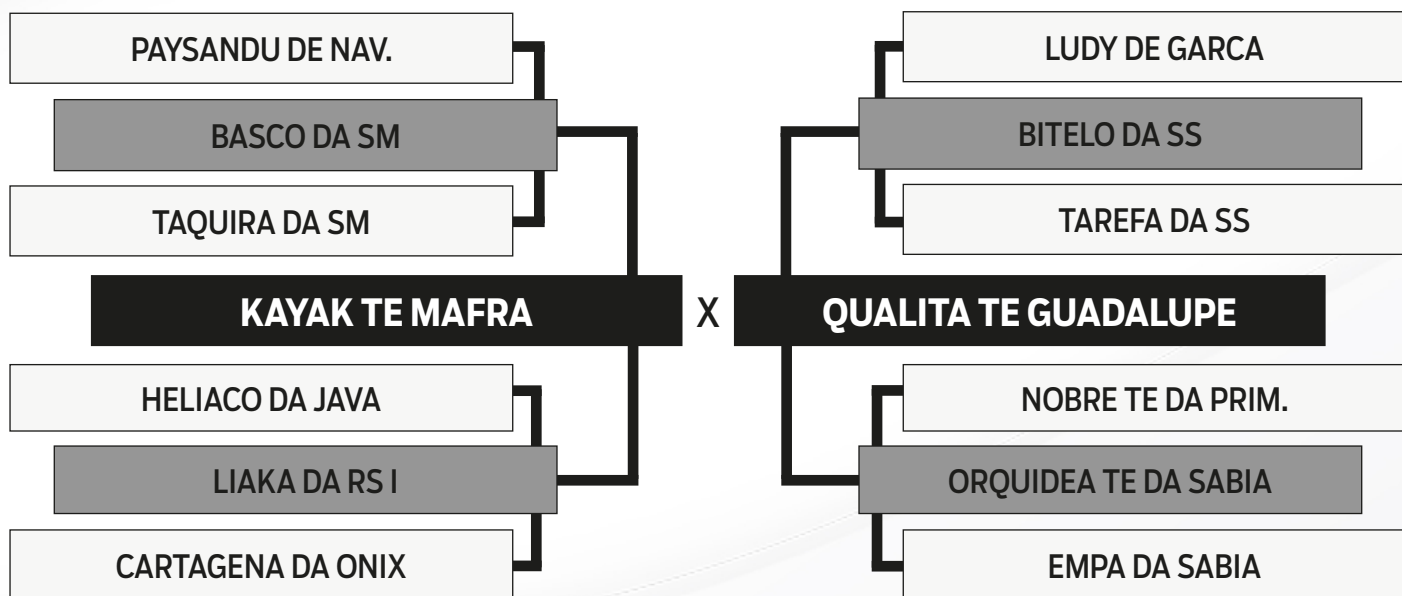 PAYSANDU DE NAV.
BASCO DA SM
TAQUIRA DA SM
KAYAK TE MAFRA
HELIACO DA JAVA
LIAKA DA RS I
CARTAGENA DA ONIX
X
LUDY DE GARCA
BITELO DA SS
TAREFA DA SS
QUALITA TE GUADALUPE
NOBRE TE DA PRIM.
ORQUIDEA TE DA SABIA
EMPA DA SABIA